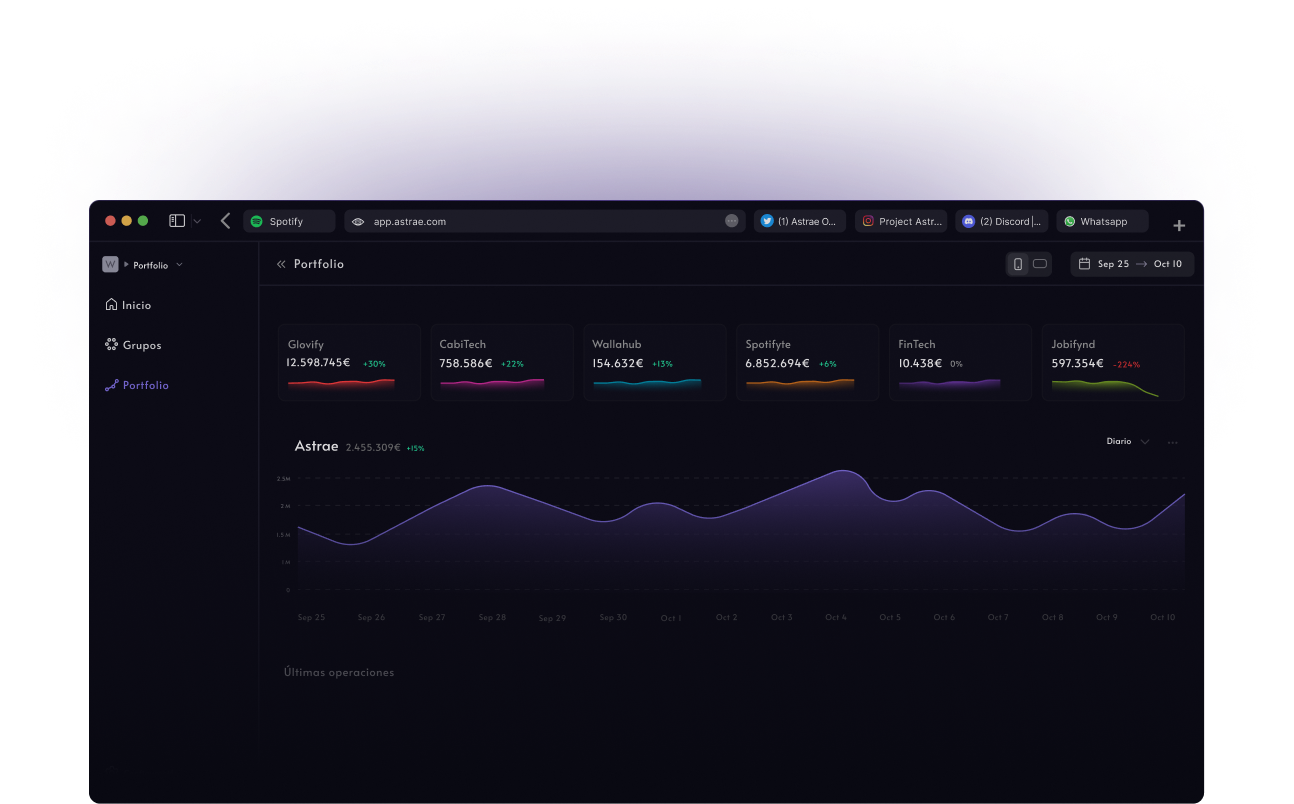 Spotify
app.astrae.com
(1) Astrae O...
Project Astr...
(2) Discord |...
Whatsapp
W
Portfolio
Portfolio
Sep 25 → Oct 10
Inicio
Grupos
Portfolio
Glovify
12.598.745€ +30%
CabiTech
758.586€ +22%
Wallahub
154.632€ +13%
Spotifyte
6.852.694€ +6%
FinTech
10.438€ 0%
Jobifynd
597.354€ -224%
Astrae 2.455.309€ +15%
Diario
2.5M
2 M
1.5 M
1 M
0
Sep 25 Sep 26 Sep 27 Sep 28 Sep 29 Sep 30 Oct 1 Oct 2 Oct 3 Oct 4 Oct 5 Oct 6 Oct 7 Oct 8 Oct 9 Oct 10
Últimas operaciones